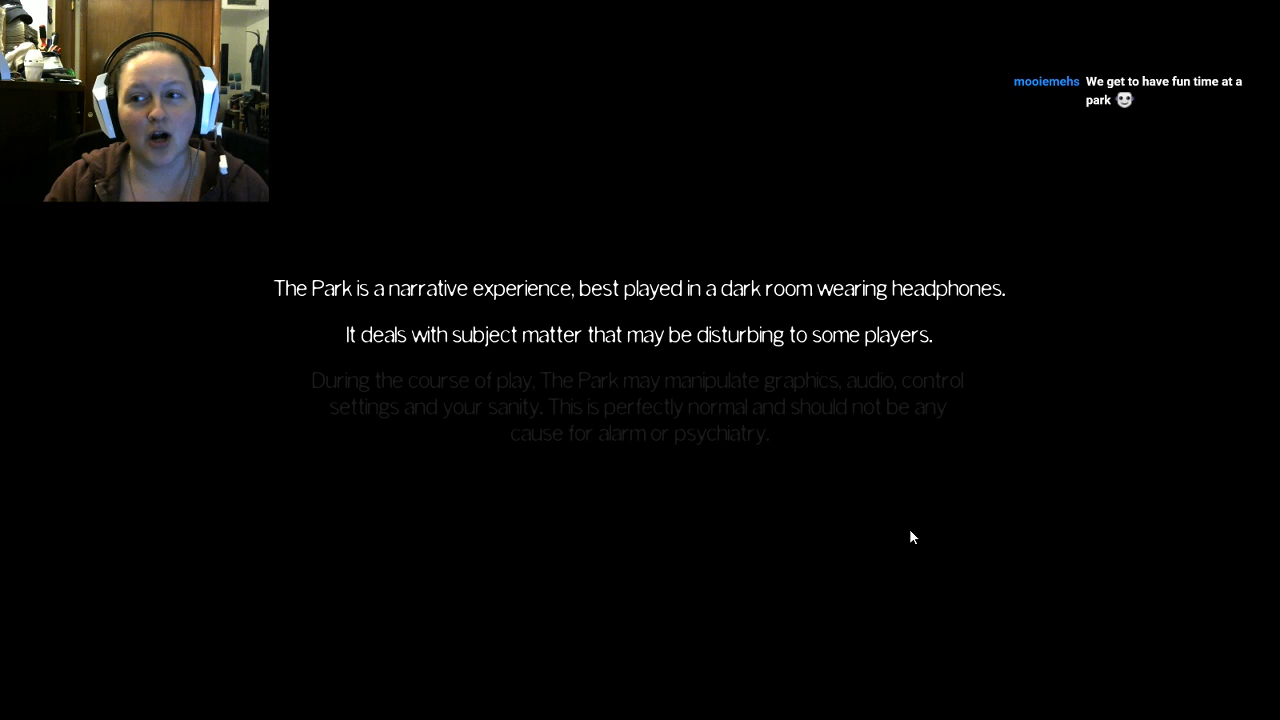 mooiemehs We get to have fun time at a
park
The Park is a narrative experience, best played in a dark room wearing headphones.
It deals with subject matter that may be disturbing to some players.
During the course of play, The Park may manipulate graphics, audio, control
settings and your sanity. This is perfectly normal and should not be any
cause for alarm or psychiatry.